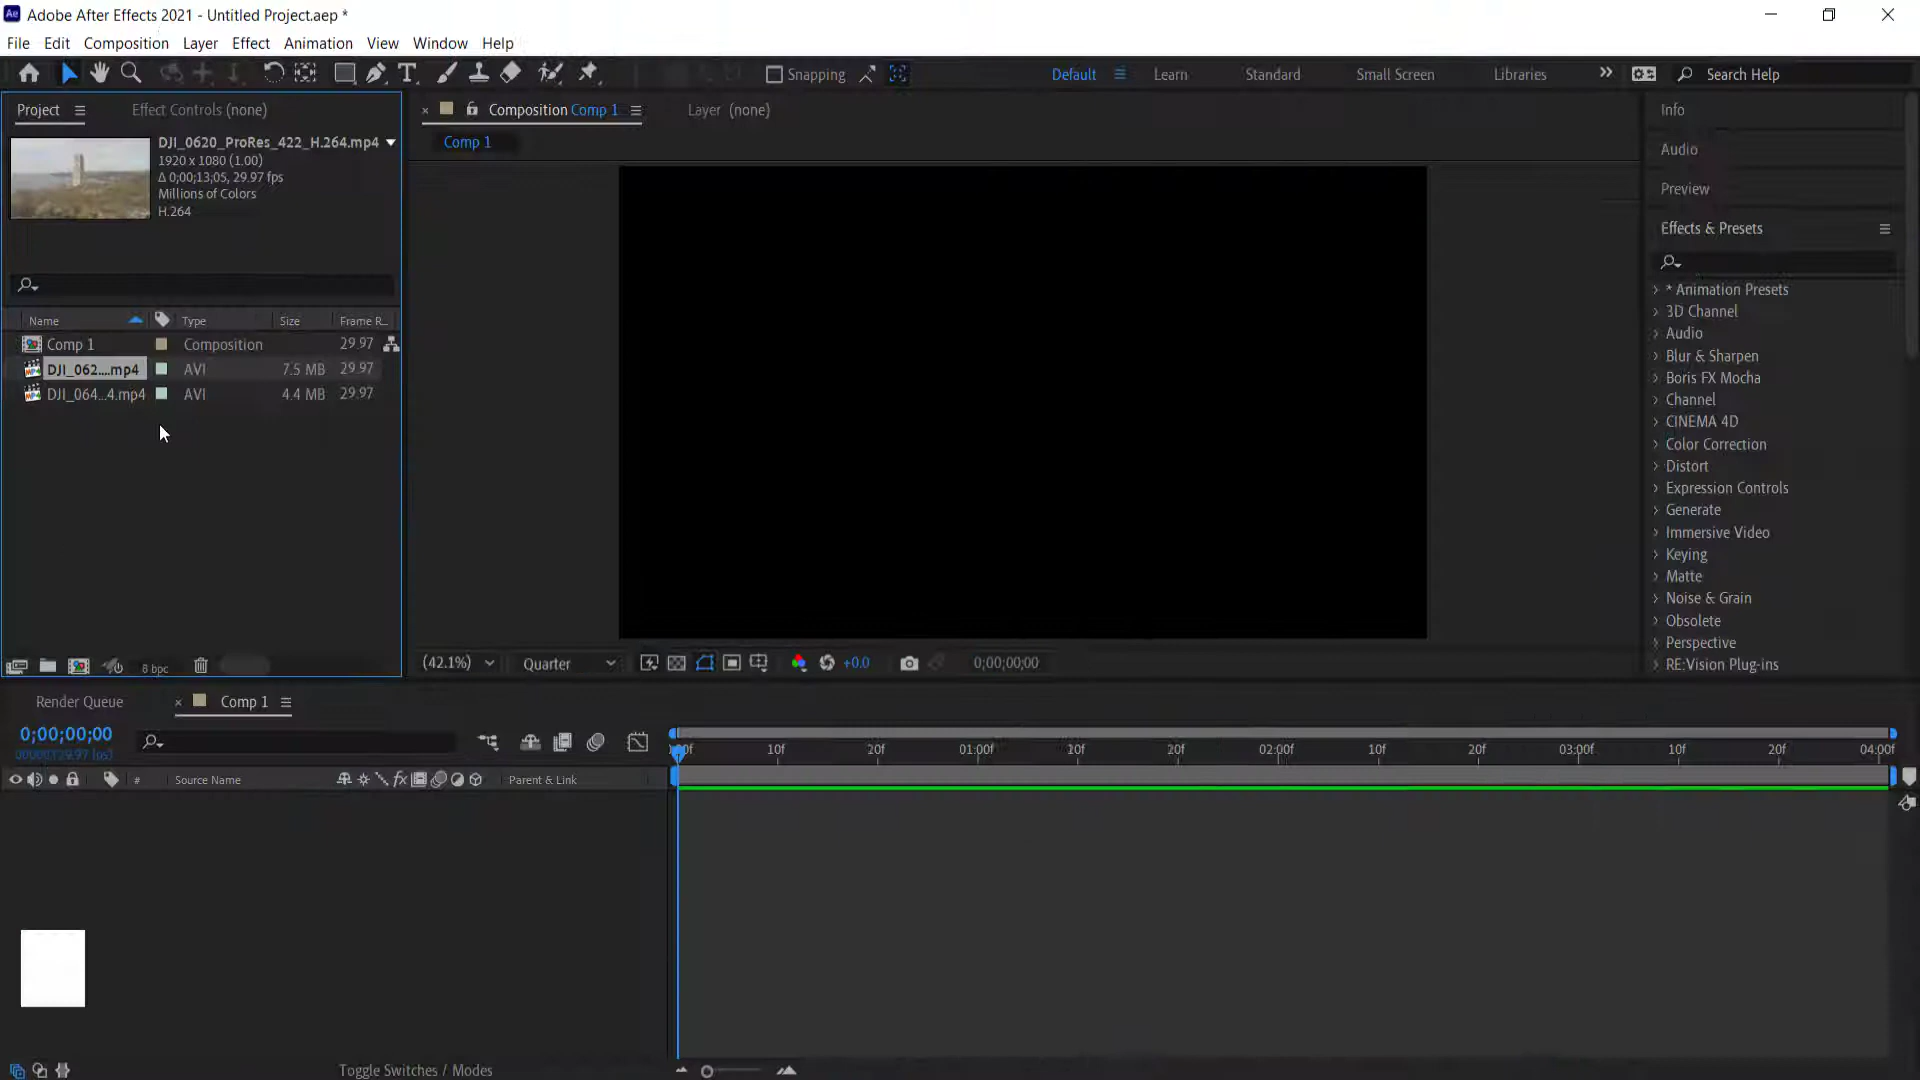 Adobe After Effects 2021 - Untitled Project.aep *
File Edit Composition Layer Effect Animation View Window Help
Snapping Default Learn Standard Small Screen Libraries Search Help
Project Effect Controls (none)
Composition Comp 1 Layer (none)
Comp 1
DJI_0620_ProRes_422_H.264.mp4
1920 x 1080 (1.00)
Δ 0;00;13;05, 29.97 fps
Millions of Colors
H.264
Name Type Size Frame R...
Comp 1 Composition 29.97
DJI_062....mp4 AVI 7.5 MB 29.97
DJI_064...4.mp4 AVI 4.4 MB 29.97
8 bpc
(42.1%) Quarter +0.0 0;00;00;00
Info
Audio
Preview
Effects & Presets
* Animation Presets
3D Channel
Audio
Blur & Sharpen
Boris FX Mocha
Channel
CINEMA 4D
Color Correction
Distort
Expression Controls
Generate
Immersive Video
Keying
Matte
Noise & Grain
Obsolete
Perspective
RE:Vision Plug-ins
Render Queue Comp 1
0;00;00;00
00000 (29.97 fps)
:00f 10f 20f 01:00f 10f 20f 02:00f 10f 20f 03:00f 10f 20f 04:00f
# Source Name fx Parent & Link
Toggle Switches / Modes